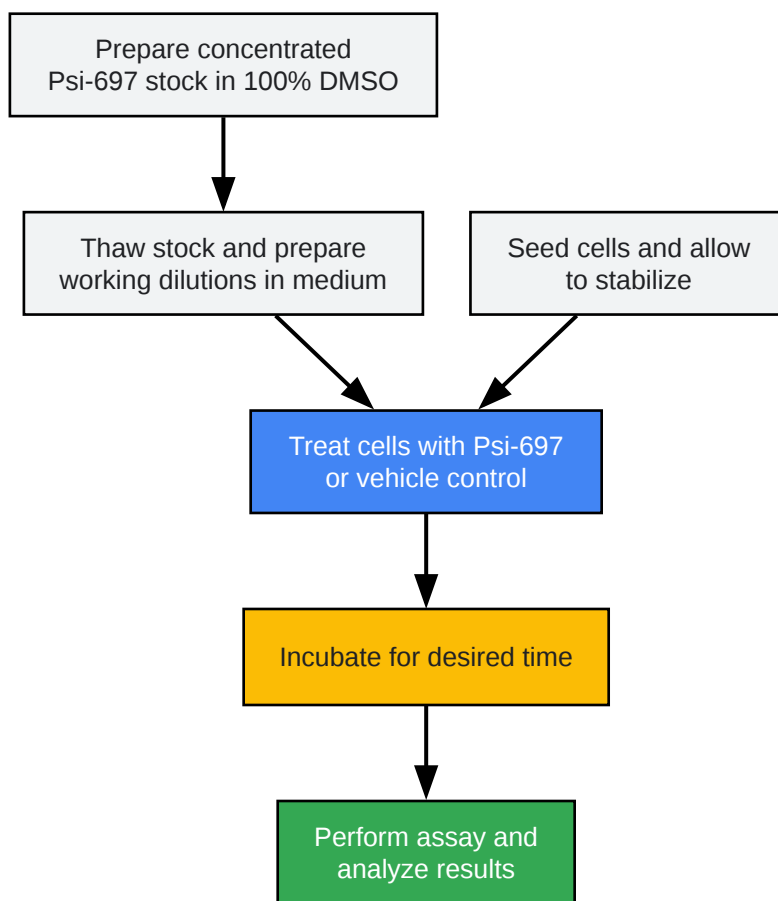 Prepare concentrated
Psi-697 stock in 100% DMSO
Thaw stock and prepare
working dilutions in medium
Seed cells and allow
to stabilize
Treat cells with Psi-697
or vehicle control
Incubate for desired time
Perform assay and
analyze results